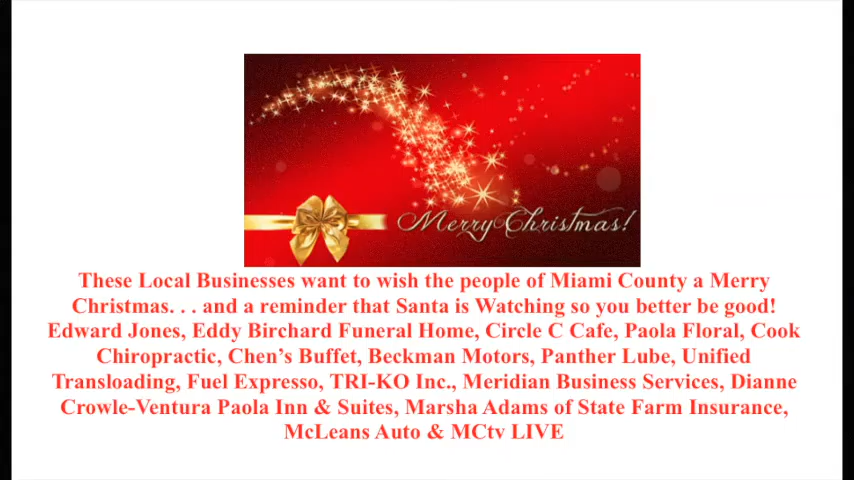 Merry Christmas!
These Local Businesses want to wish the people of Miami County a Merry
Christmas. . . and a reminder that Santa is Watching so you better be good!
Edward Jones, Eddy Birchard Funeral Home, Circle C Cafe, Paola Floral, Cook
Chiropractic, Chen’s Buffet, Beckman Motors, Panther Lube, Unified
Transloading, Fuel Expresso, TRI-KO Inc., Meridian Business Services, Dianne
Crowle-Ventura Paola Inn & Suites, Marsha Adams of State Farm Insurance,
McLeans Auto & MCtv LIVE